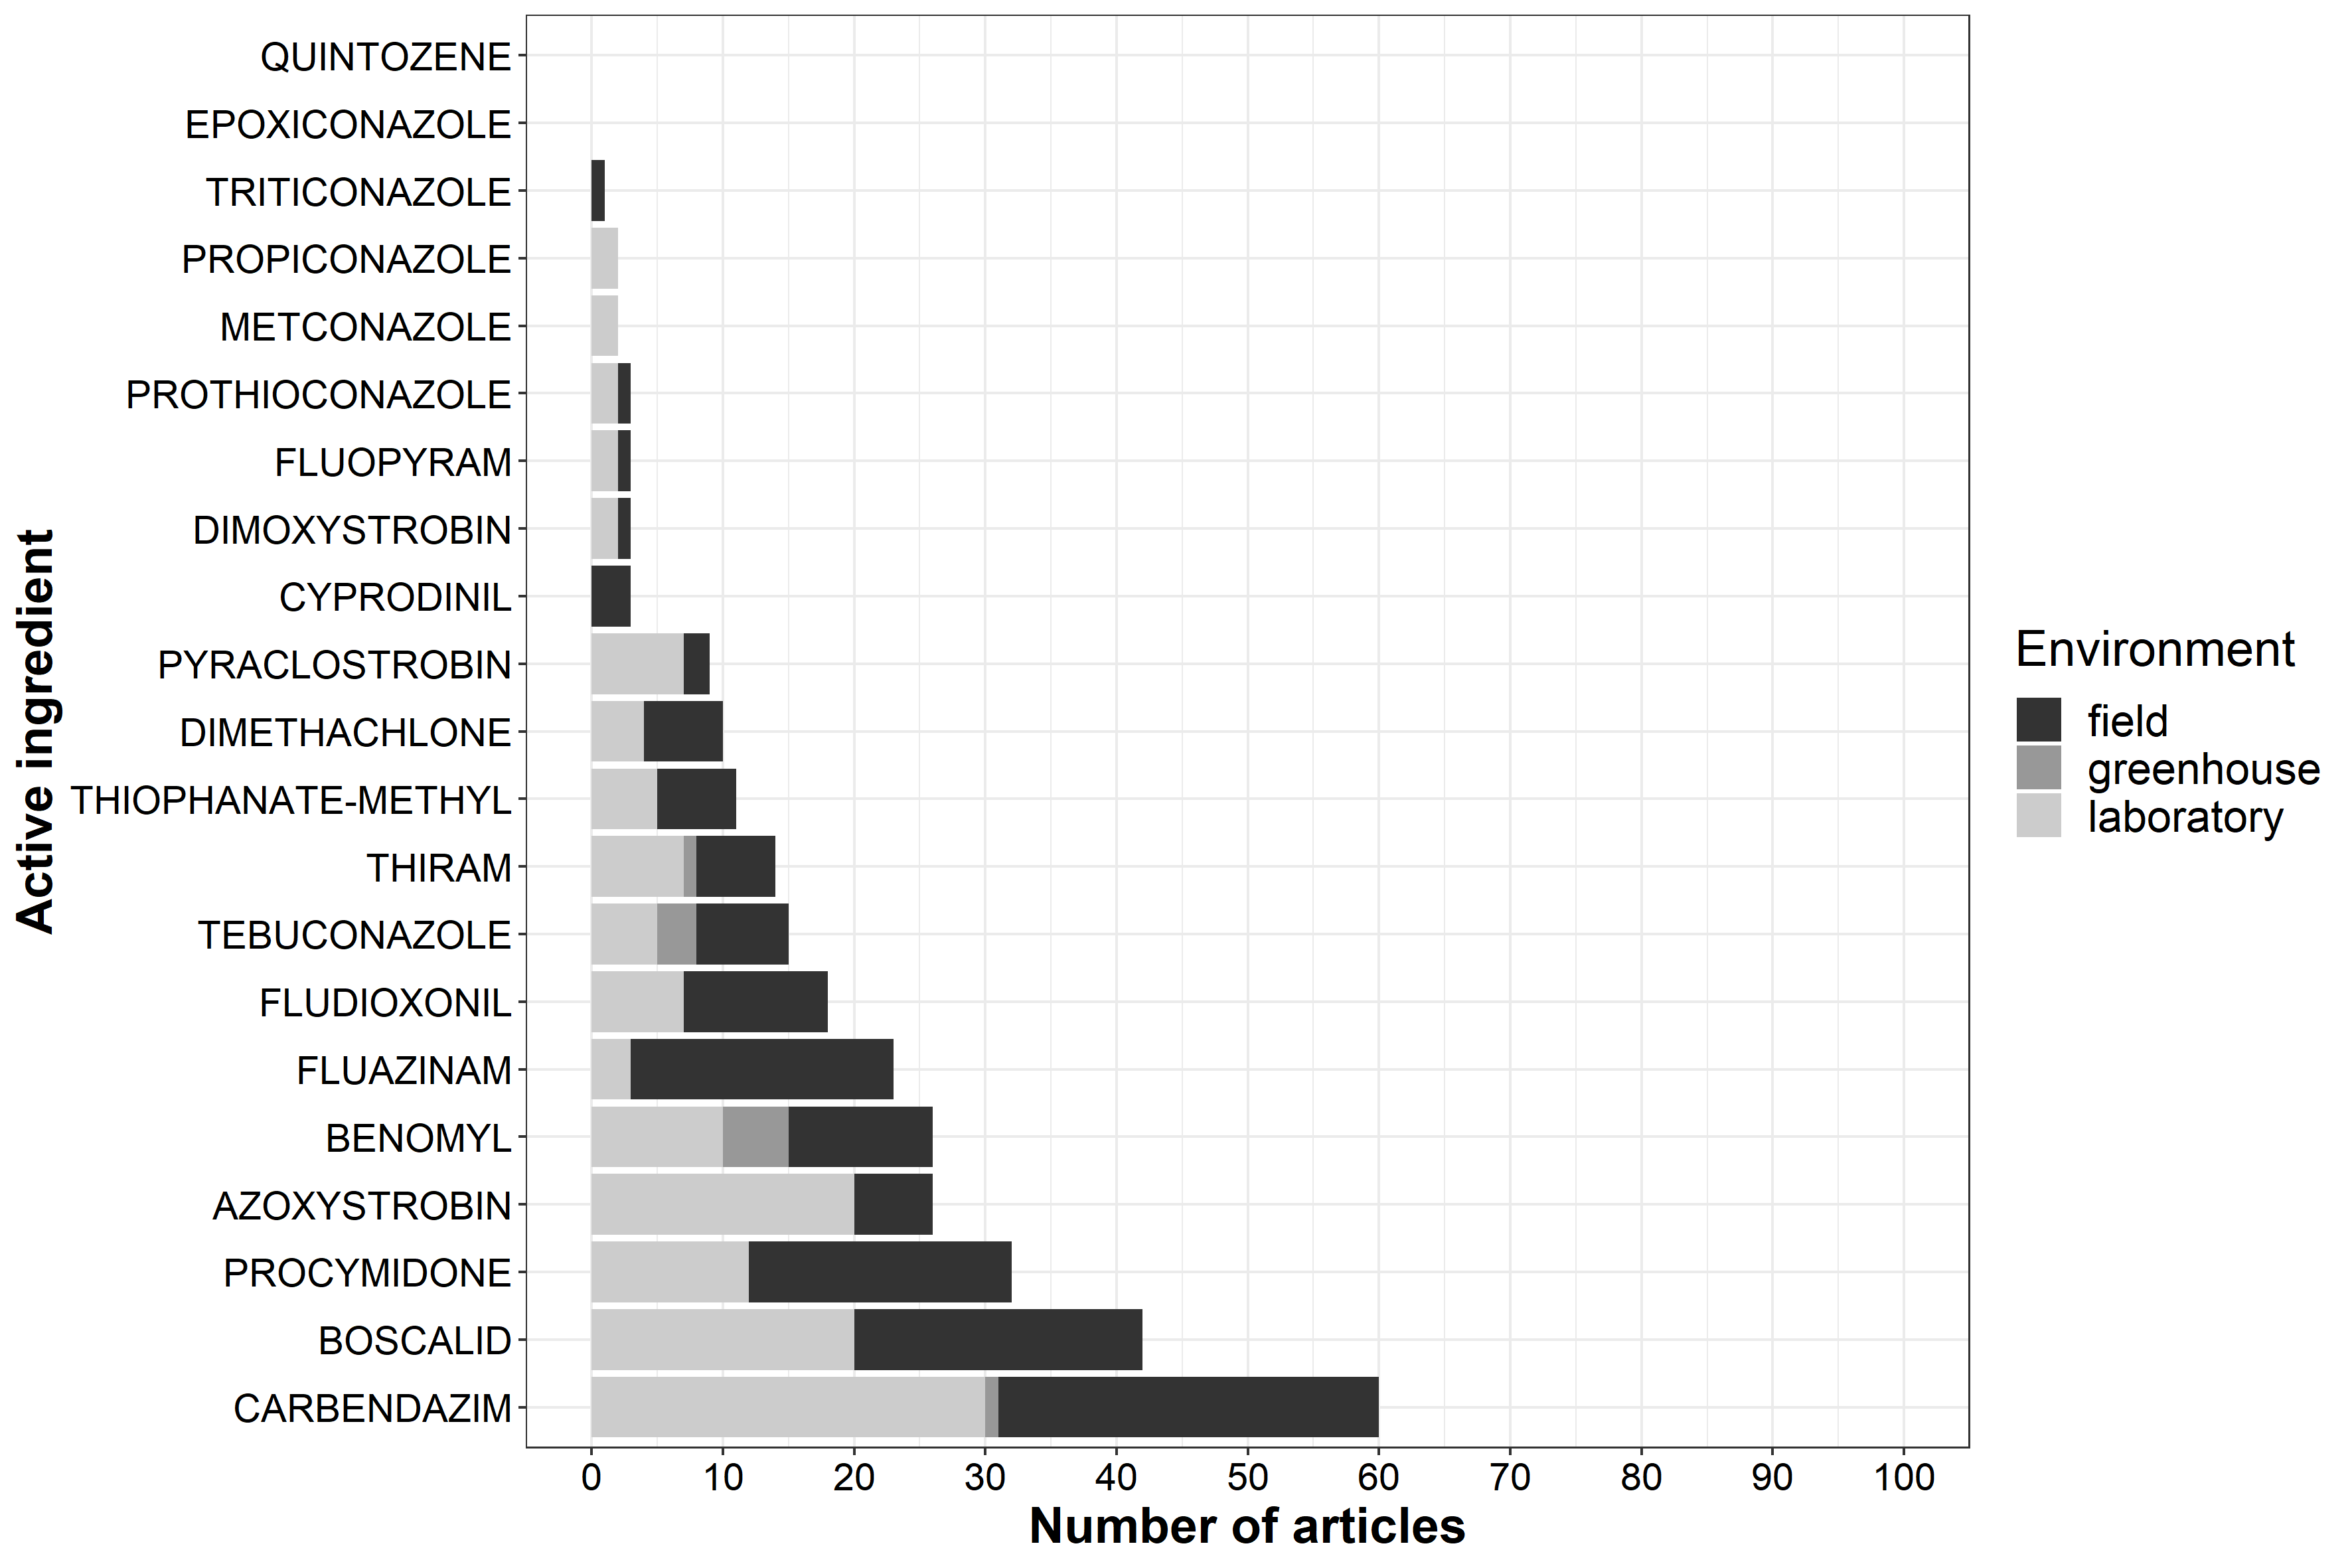 Active ingredient
QUINTOZENE
EPOXICONAZOLE
TRITICONAZOLE
PROPICONAZOLE
METCONAZOLE
PROTHIOCONAZOLE
FLUOPYRAM
DIMOXYSTROBIN
CYPRODINIL
PYRACLOSTROBIN
DIMETHACHLONE
THIOPHANATE-METHYL
THIRAM
TEBUCONAZOLE
FLUDIOXONIL
FLUAZINAM
BENOMYL
AZOXYSTROBIN
PROCYMIDONE
BOSCALID
CARBENDAZIM
0 10 20 30 40 50 60 70 80 90 100
Number of articles
Environment
field
greenhouse
laboratory